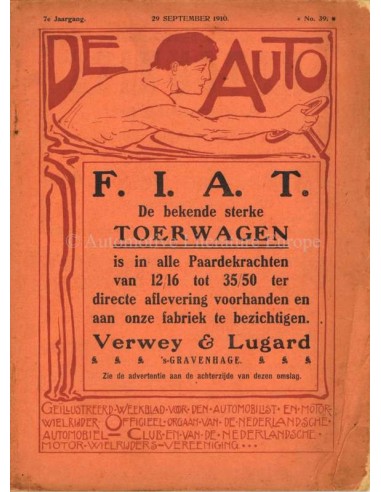 7e Jaargang. 29 SEPTEMBER 1910. No. 39.
DE AUTO
F. I. A. T.
De bekende sterke
TOERWAGEN
© Automotive Literature Europe
is in alle Paardekrachten
van 12/16 tot 35/50 ter
directe aflevering voorhanden en
aan onze fabriek te bezichtigen.
Verwey & Lugard
'S-GRAVENHAGE.
Zie de advertentie aan de achterzijde van dezen omslag.
GEÏLLUSTREERD WEEKBLAD VOOR DEN AUTOMOBILIST EN MOTOR-
WIELRIJDER OFFICIEEL ORGAAN VAN DE NEDERLANDSCHE
AUTOMOBIEL-CLUB EN VAN DE NEDERLANDSCHE
MOTOR-WIELRIJDERS-VEREENIGING...